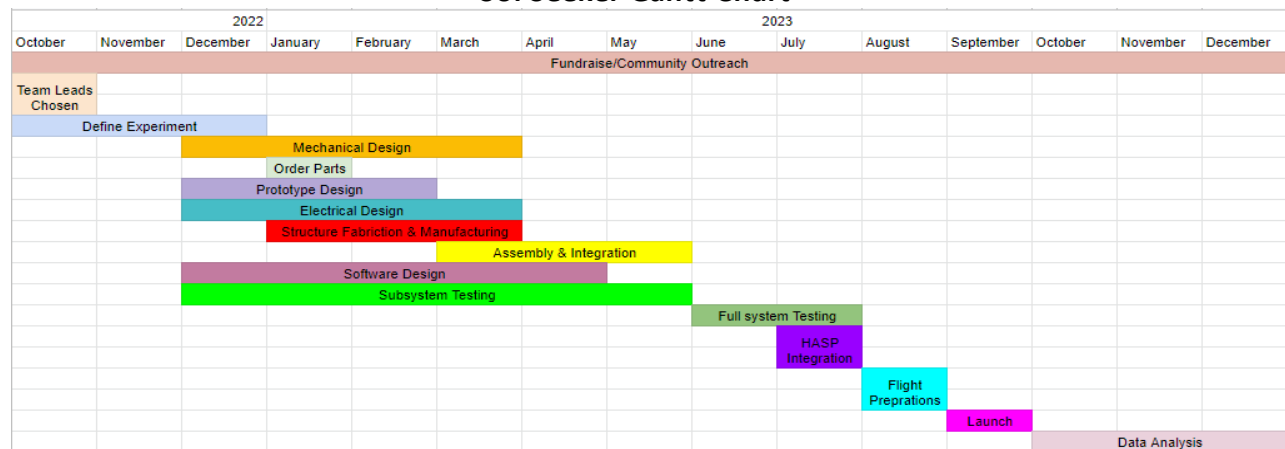 2022
2023
October November December January February March April May June July August September October November December
Fundraise/Community Outreach
Team Leads
Chosen
Define Experiment
Mechanical Design
Order Parts
Prototype Design
Electrical Design
Structure Fabriction & Manufacturing
Assembly & Integration
Software Design
Subsystem Testing
Full system Testing
HASP
Integration
Flight
Preprations
Launch
Data Analysis